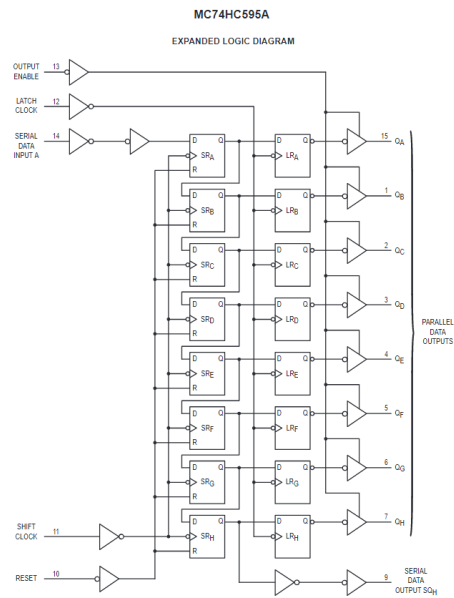 MC74HC595A
EXPANDED LOGIC DIAGRAM
OUTPUT ENABLE 13
LATCH CLOCK 12
SERIAL DATA INPUT A 14
D Q SRA R
D Q LRA
15 QA
D Q SRB R
D Q LRB
1 QB
D Q SRC R
D Q LRC
2 QC
D Q SRD R
D Q LRD
3 QD
D Q SRE R
D Q LRE
4 QE
D Q SRF R
D Q LRF
5 QF
D Q SRG R
D Q LRG
6 QG
D Q SRH R
D Q LRH
7 QH
PARALLEL DATA OUTPUTS
SHIFT CLOCK 11
RESET 10
9 SERIAL DATA OUTPUT SQH